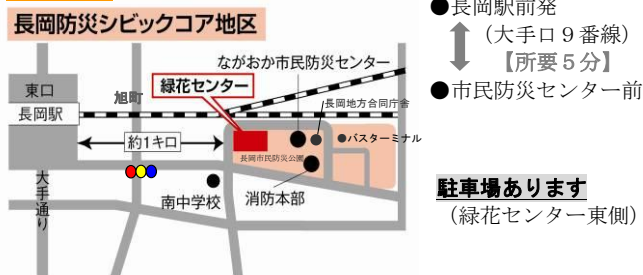 長岡防災シビックコア地区
ながおか市民防災センター
東口
旭町
緑花センター
長岡地方合同庁舎
長岡駅
約1キロ
●バスターミナル
長岡市民防災公園
大手通り
南中学校
消防本部
●長岡駅前発
(大手口9番線)
【所要5分】
●市民防災センター前
駐車場あります
(緑花センター東側)